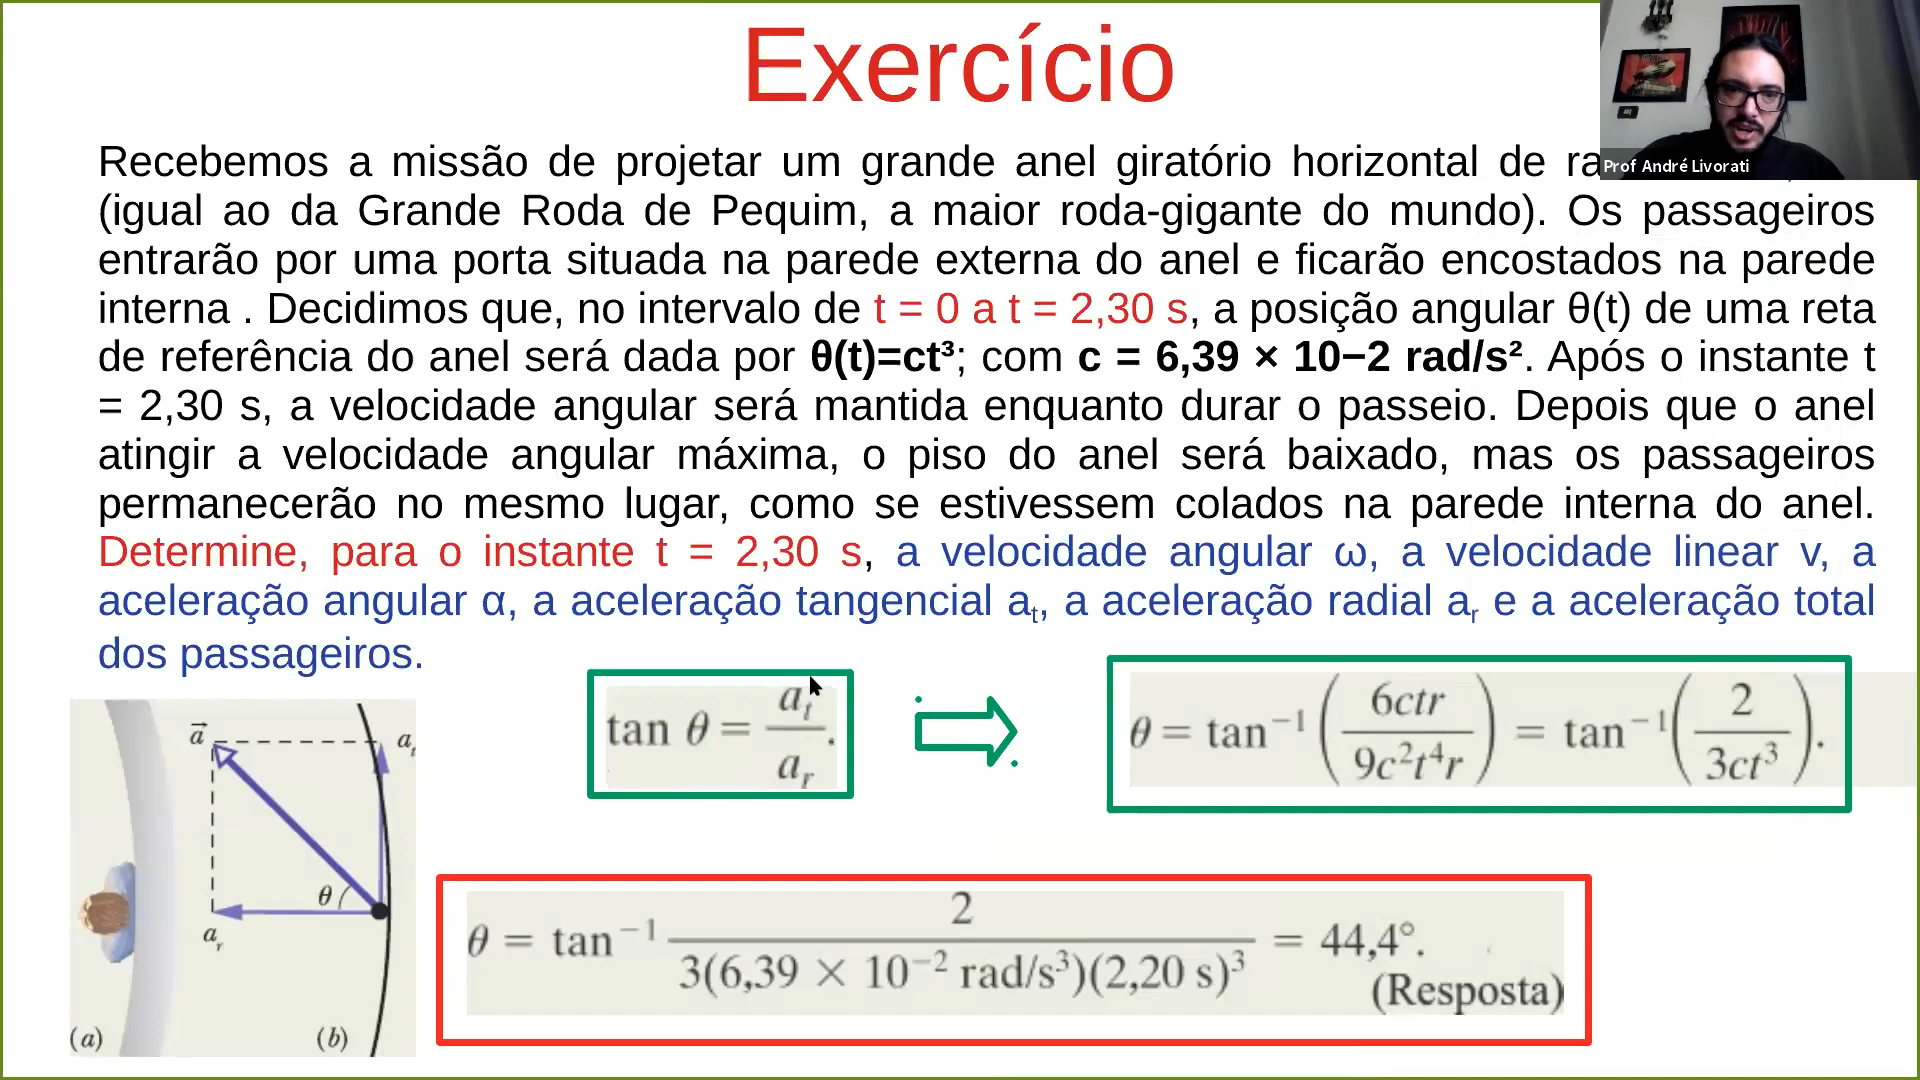 Exercício
Prof André Livorati
Recebemos a missão de projetar um grande anel giratório horizontal de
(igual ao da Grande Roda de Pequim, a maior roda-gigante do mundo). Os passageiros
entrarão por uma porta situada na parede externa do anel e ficarão encostados na parede
interna . Decidimos que, no intervalo de t = 0 a t = 2,30 s, a posição angular θ(t) de uma reta
de referência do anel será dada por θ(t)=ct³; com c = 6,39 × 10−2 rad/s². Após o instante t
= 2,30 s, a velocidade angular será mantida enquanto durar o passeio. Depois que o anel
atingir a velocidade angular máxima, o piso do anel será baixado, mas os passageiros
permanecerão no mesmo lugar, como se estivessem colados na parede interna do anel.
Determine, para o instante t = 2,30 s, a velocidade angular ω, a velocidade linear v, a
aceleração angular α, a aceleração tangencial aₜ, a aceleração radial aᵣ e a aceleração total
dos passageiros.
tan θ = aₜ / aᵣ.
θ = tan⁻¹ (6ctr / 9c²t⁴r) = tan⁻¹ (2 / 3ct³).
θ = tan⁻¹ 2 / 3(6,39 × 10⁻² rad/s³)(2,20 s)³ = 44,4°.
(Resposta)
a⃗
aₜ
θ
aᵣ
(a)
(b)